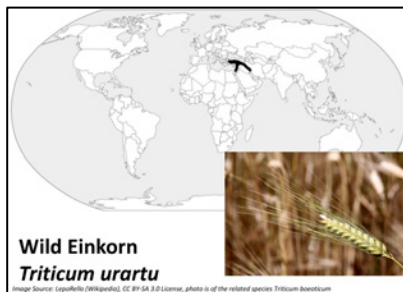 Wild Einkorn
Triticum urartu
Image Source: LepoRello (Wikipedia), CC BY-SA 3.0 License, photo is of the related species Triticum boeoticum